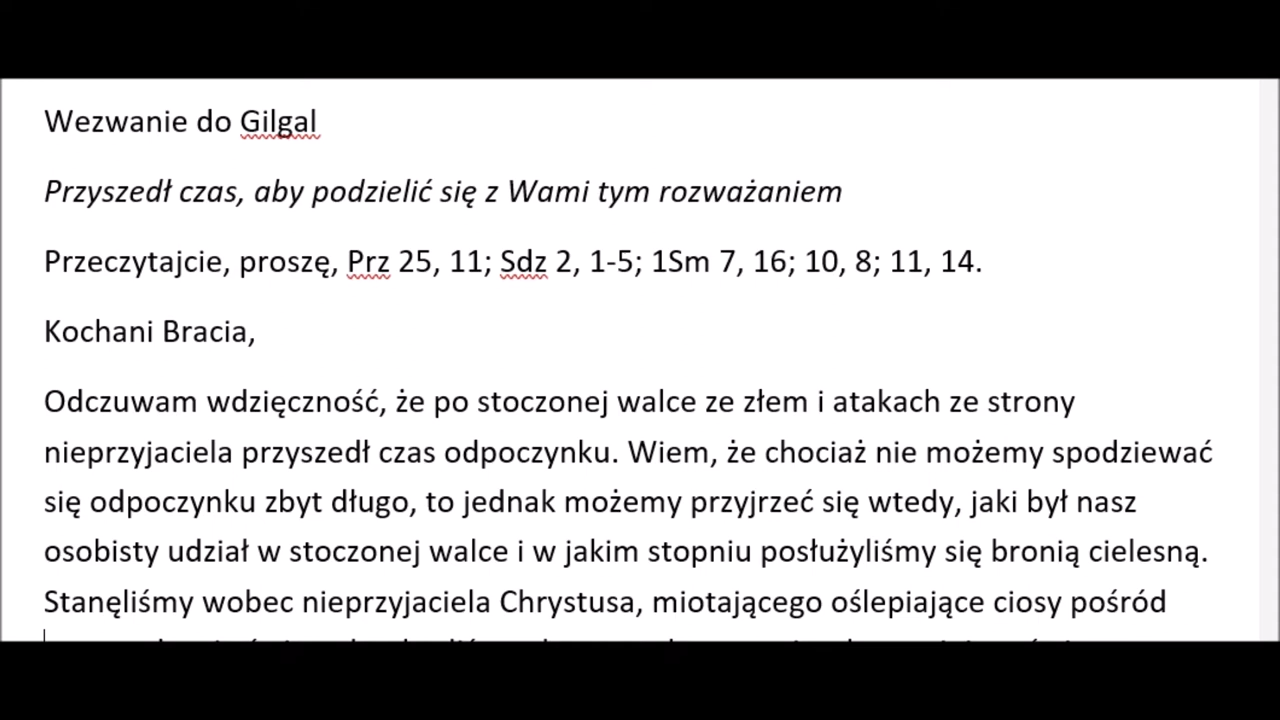 Wezwanie do Gilgal
Przyszedł czas, aby podzielić się z Wami tym rozważaniem
Przeczytajcie, proszę, Prz 25, 11; Sdz 2, 1-5; 1Sm 7, 16; 10, 8; 11, 14.
Kochani Bracia,
Odczuwam wdzięczność, że po stoczonej walce ze złem i atakach ze strony
nieprzyjaciela przyszedł czas odpoczynku. Wiem, że chociaż nie możemy spodziewać
się odpoczynku zbyt długo, to jednak możemy przyjrzeć się wtedy, jaki był nasz
osobisty udział w stoczonej walce i w jakim stopniu posłużyliśmy się bronią cielesną.
Stanęliśmy wobec nieprzyjaciela Chrystusa, miotającego oślepiające ciosy pośród